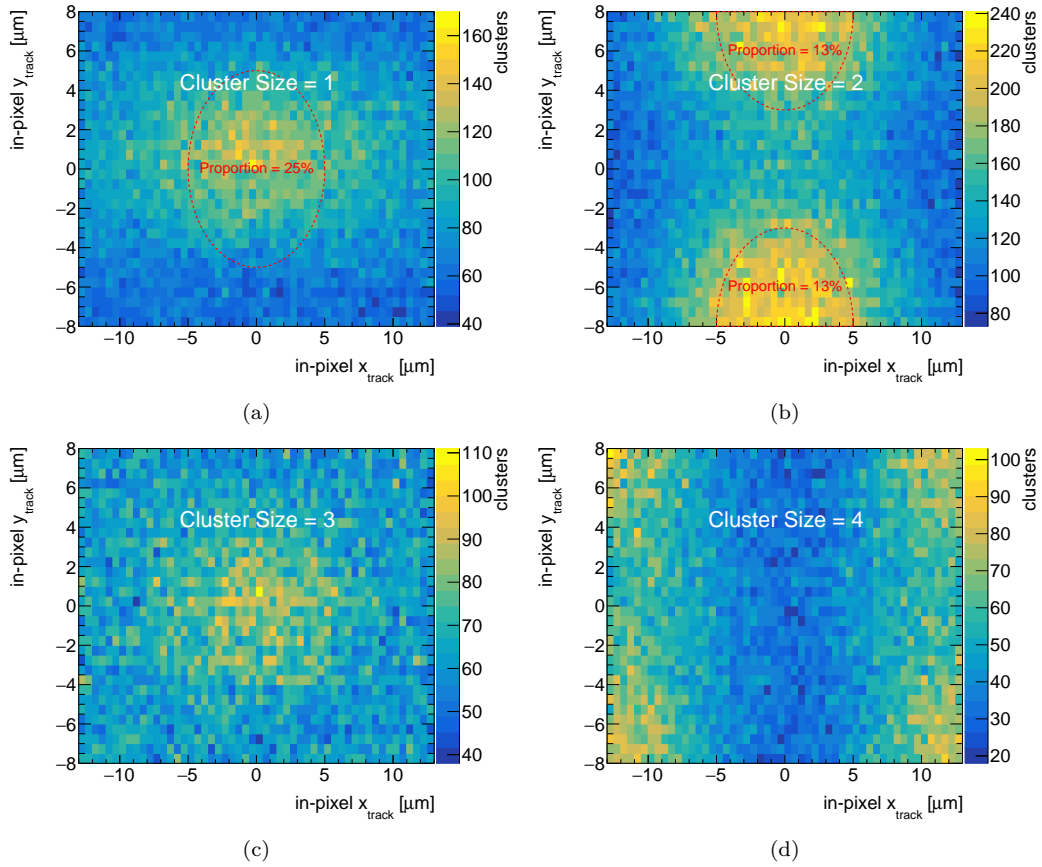 in-pixel y_track [μm]
8
6
4
2
0
−2
−4
−6
−8
−10 −5 0 5 10
in-pixel x_track [μm]
Cluster Size = 1
Proportion = 25%
160
140
120
100
80
60
40
clusters
(a)
in-pixel y_track [μm]
8
6
4
2
0
−2
−4
−6
−8
−10 −5 0 5 10
in-pixel x_track [μm]
Proportion = 13%
Cluster Size = 2
Proportion = 13%
240
220
200
180
160
140
120
100
80
clusters
(b)
in-pixel y_track [μm]
8
6
4
2
0
−2
−4
−6
−8
−10 −5 0 5 10
in-pixel x_track [μm]
Cluster Size = 3
110
100
90
80
70
60
50
40
clusters
(c)
in-pixel y_track [μm]
8
6
4
2
0
−2
−4
−6
−8
−10 −5 0 5 10
in-pixel x_track [μm]
Cluster Size = 4
100
90
80
70
60
50
40
30
20
clusters
(d)